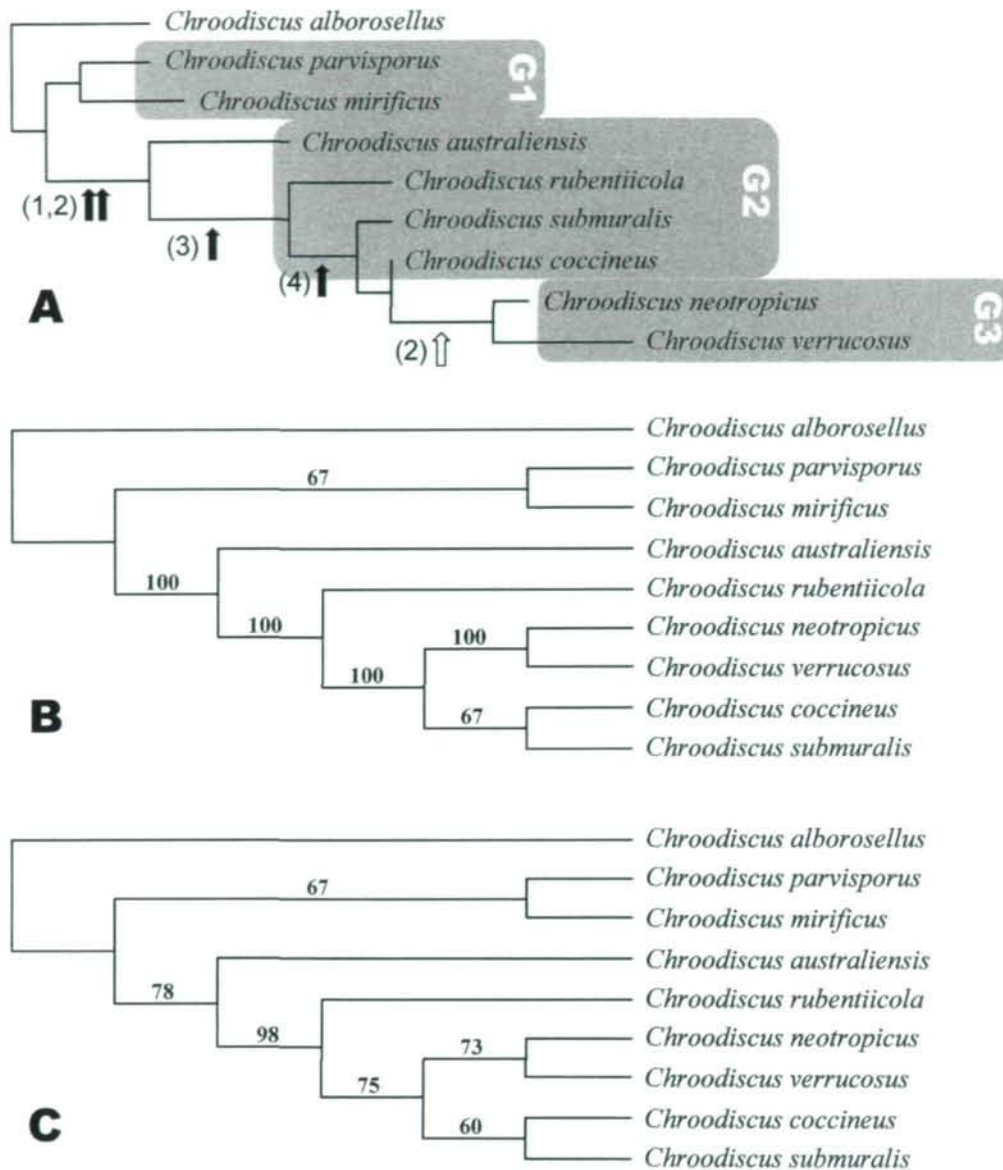 Chroodiscus alborosellus
Chroodiscus parvisporus
G1
Chroodiscus mirificus
Chroodiscus australiensis
Chroodiscus rubentiicola
G2
(1,2)
Chroodiscus submuralis
(3)
Chroodiscus coccineus
(4)
A
Chroodiscus neotropicus
G3
Chroodiscus verrucosus
(2)
Chroodiscus alborosellus
67
Chroodiscus parvisporus
Chroodiscus mirificus
Chroodiscus australiensis
100
Chroodiscus rubentiicola
100
100
Chroodiscus neotropicus
Chroodiscus verrucosus
100
B
67
Chroodiscus coccineus
Chroodiscus submuralis
Chroodiscus alborosellus
67
Chroodiscus parvisporus
Chroodiscus mirificus
Chroodiscus australiensis
78
Chroodiscus rubentiicola
98
73
Chroodiscus neotropicus
Chroodiscus verrucosus
75
C
60
Chroodiscus coccineus
Chroodiscus submuralis